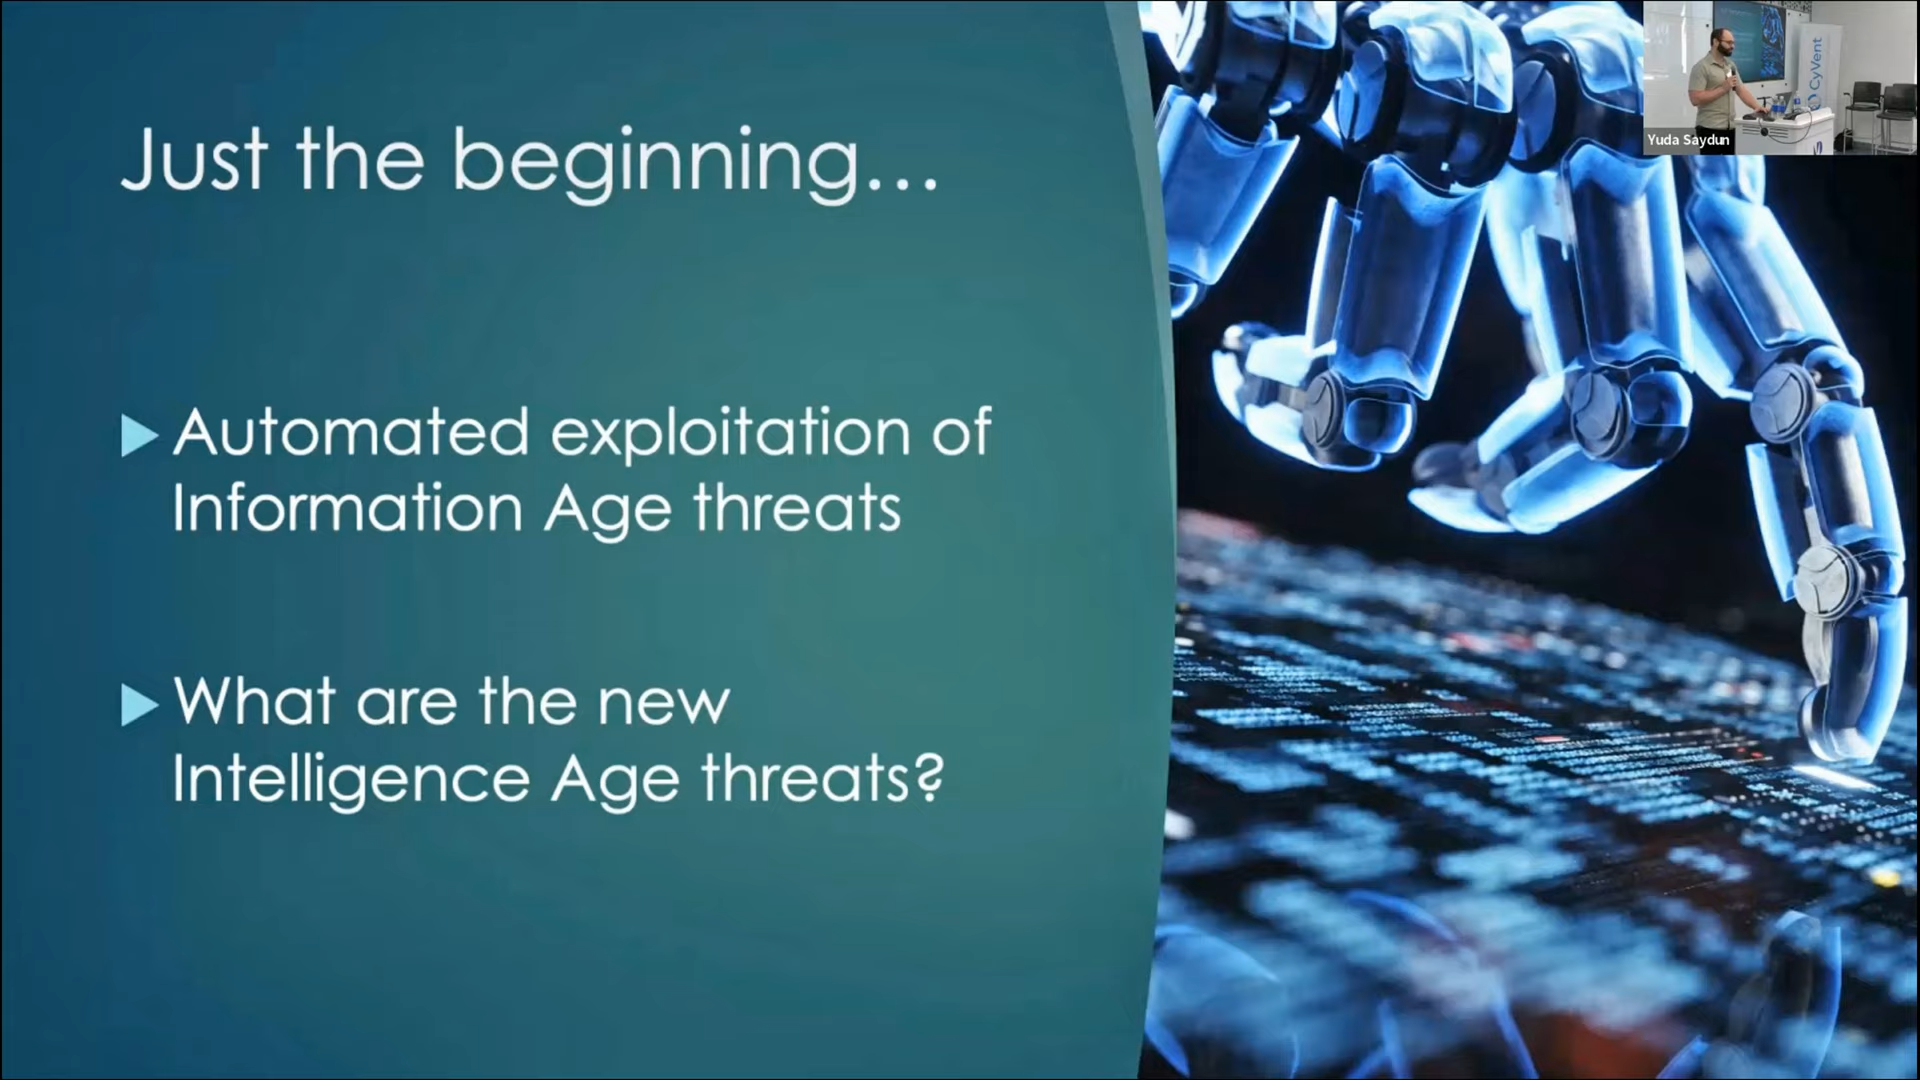 Just the beginning...
Automated exploitation of
Information Age threats
What are the new
Intelligence Age threats?
Yuda Saydun
CyVent